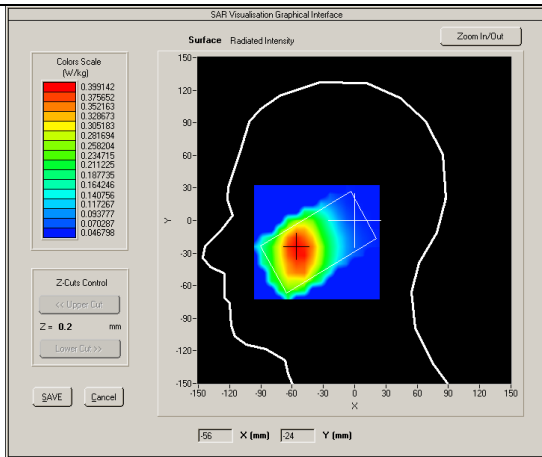 SAR Visualisation Graphical Interface
Surface Radiated Intensity
Zoom In/Out
Colors Scale
(W/kg)
0.399142
0.375652
0.352163
0.328673
0.305183
0.281694
0.258204
0.234715
0.211225
0.187735
0.164246
0.140756
0.117267
0.093777
0.070287
0.046798
Z-Cuts Control
<< Upper Cut
Z = 0.2 mm
Lower Cut >>
SAVE Cancel
150
120
90
60
30
0
-30
-60
-90
-120
-150
Y
-150 -120 -90 -60 -30 0 30 60 90 120 150
X
-56 X (mm) -24 Y (mm)